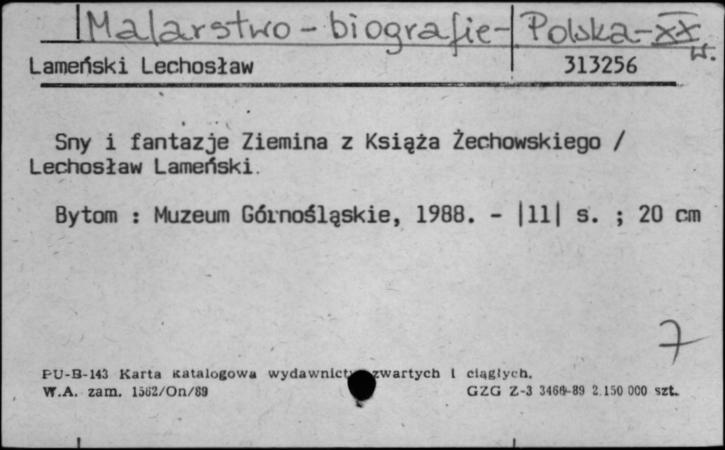 Malarstwo - biografie - Polska - XX w.
Lameński Lechosław 313256
Sny i fantazje Ziemina z Książa Żechowskiego /
Lechosław Lameński.
Bytom : Muzeum Górnośląskie, 1988. - |11| s. ; 20 cm
7
PU-B-143 Karta katalogowa wydawnictw zwartych i ciągłych.
W.A. zam. 1562/On/89 GZG Z-3 3466-89 2.150 000 szt.